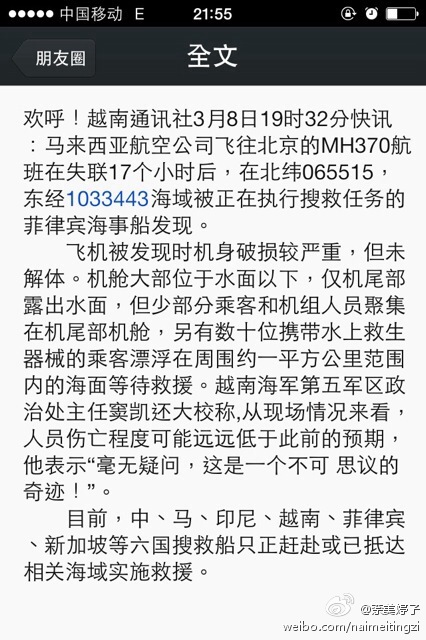 中国移动 E 21:55
朋友圈 全文
欢呼！越南通讯社3月8日19时32分快讯
：马来西亚航空公司飞往北京的MH370航
班在失联17个小时后，在北纬065515，
东经1033443海域被正在执行搜救任务的
菲律宾海事船发现。
飞机被发现时机身破损较严重，但未
解体。机舱大部位于水面以下，仅机尾部
露出水面，但少部分乘客和机组人员聚集
在机尾部机舱，另有数十位携带水上救生
器械的乘客漂浮在周围约一平方公里范围
内的海面等待救援。越南海军第五军区政
治处主任窦凯还大校称,从现场情况来看，
人员伤亡程度可能远远低于此前的预期，
他表示“毫无疑问，这是一个不可 思议的
奇迹！”。
目前，中、马、印尼、越南、菲律宾
、新加坡等六国搜救船只正赶赴或已抵达
相关海域实施救援。
@奈美婷子
weibo.com/naimeitingzi